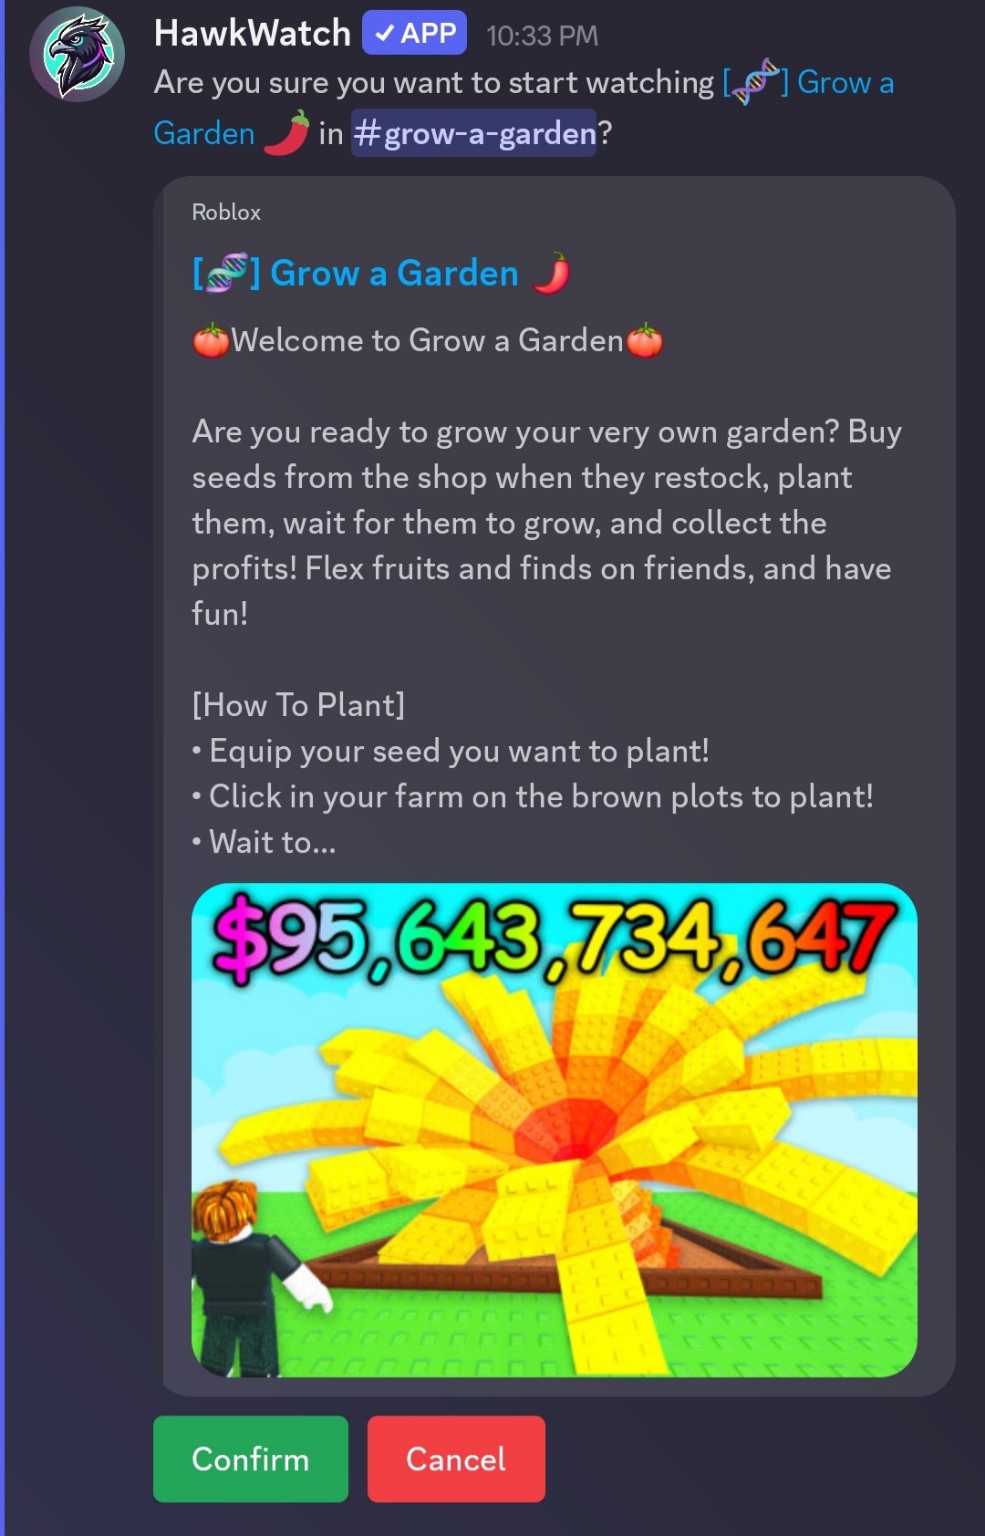 HawkWatch ✓ APP 10:33 PM
Are you sure you want to start watching [🧬] Grow a
Garden 🌶️ in #grow-a-garden?
Roblox
[🧬] Grow a Garden 🌶️
🍅Welcome to Grow a Garden🍅
Are you ready to grow your very own garden? Buy
seeds from the shop when they restock, plant
them, wait for them to grow, and collect the
profits! Flex fruits and finds on friends, and have
fun!
[How To Plant]
• Equip your seed you want to plant!
• Click in your farm on the brown plots to plant!
• Wait to...
$95,643,734,647
Confirm Cancel